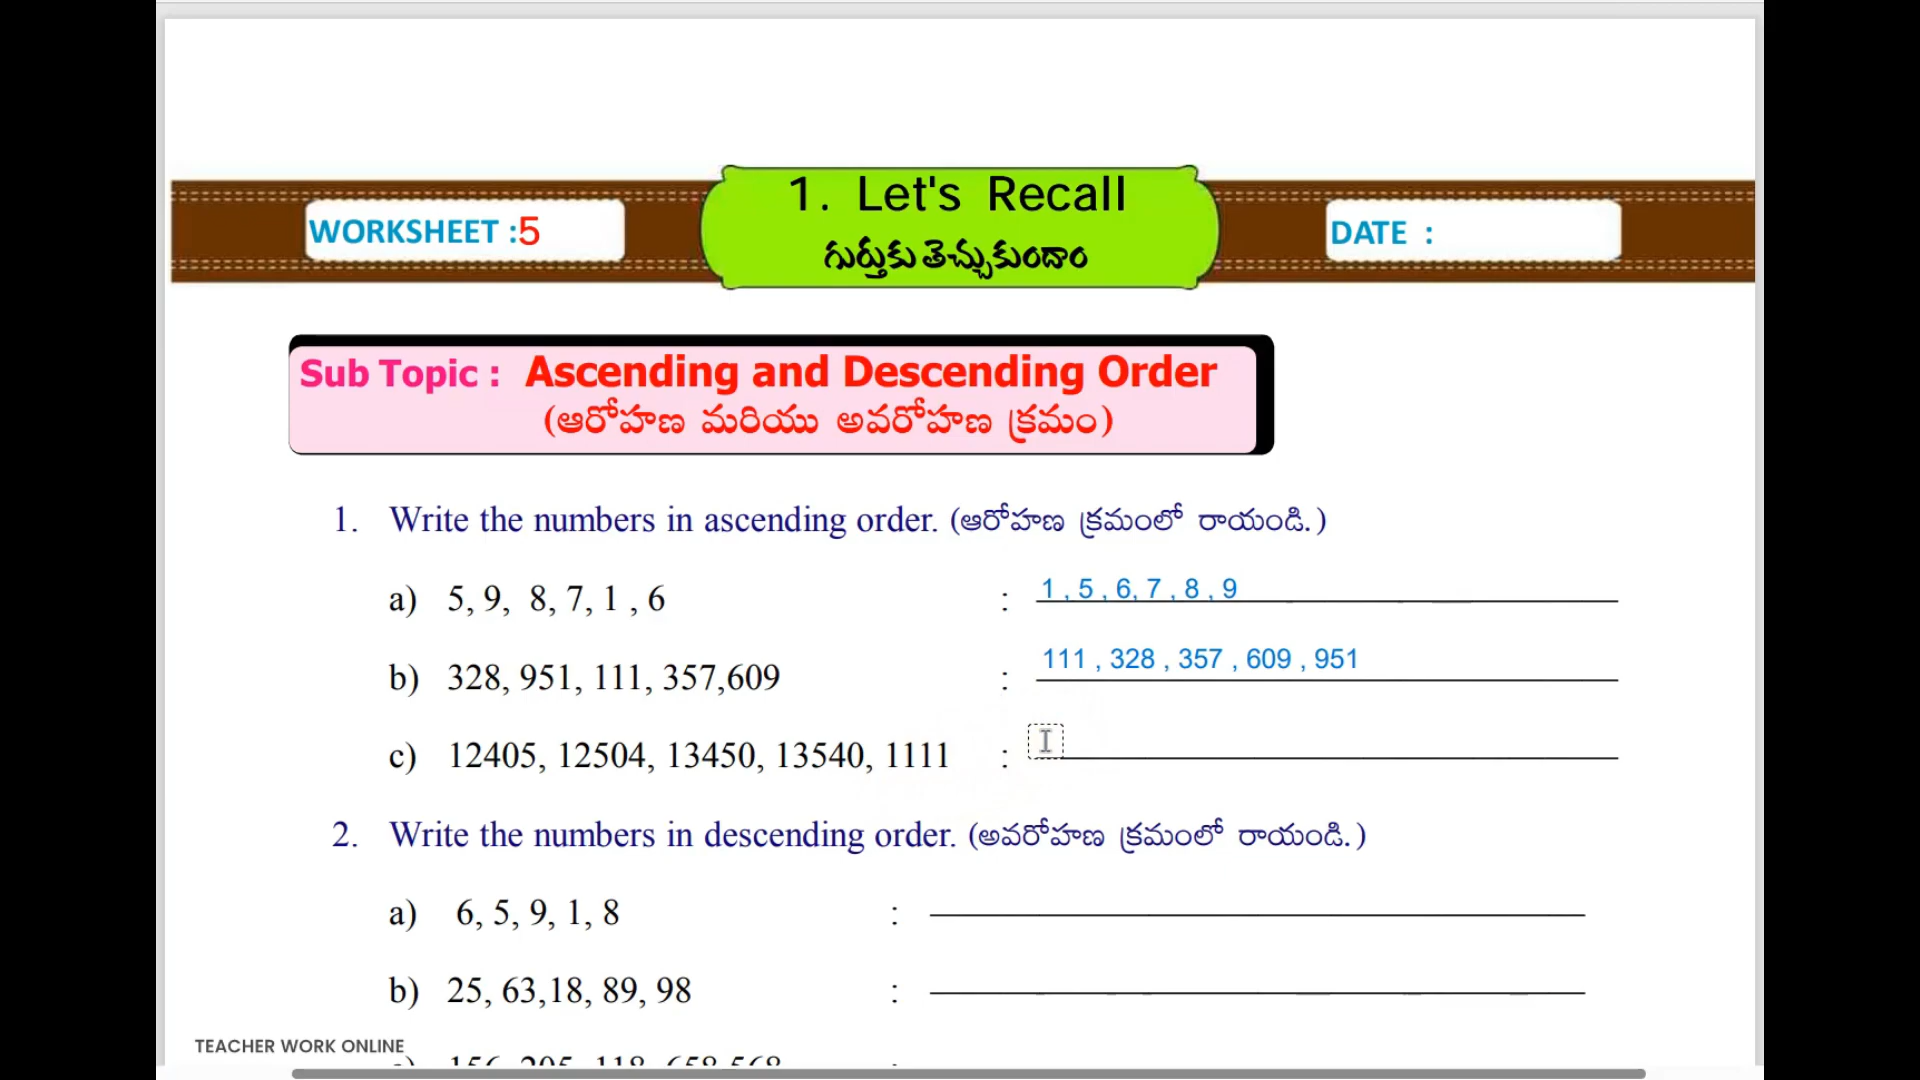 1. Let's Recall
WORKSHEET :5
గుర్తుకు తెచ్చుకుందాం
DATE :
Sub Topic : Ascending and Descending Order
(ఆరోహణ మరియు అవరోహణ క్రమం)
1. Write the numbers in ascending order. (ఆరోహణ క్రమంలో రాయండి.)
a) 5, 9, 8, 7, 1 , 6 : 1 , 5 , 6, 7 , 8 , 9
b) 328, 951, 111, 357,609 : 111 , 328 , 357 , 609 , 951
c) 12405, 12504, 13450, 13540, 1111 :
2. Write the numbers in descending order. (అవరోహణ క్రమంలో రాయండి.)
a) 6, 5, 9, 1, 8 :
b) 25, 63,18, 89, 98 :
TEACHER WORK ONLINE